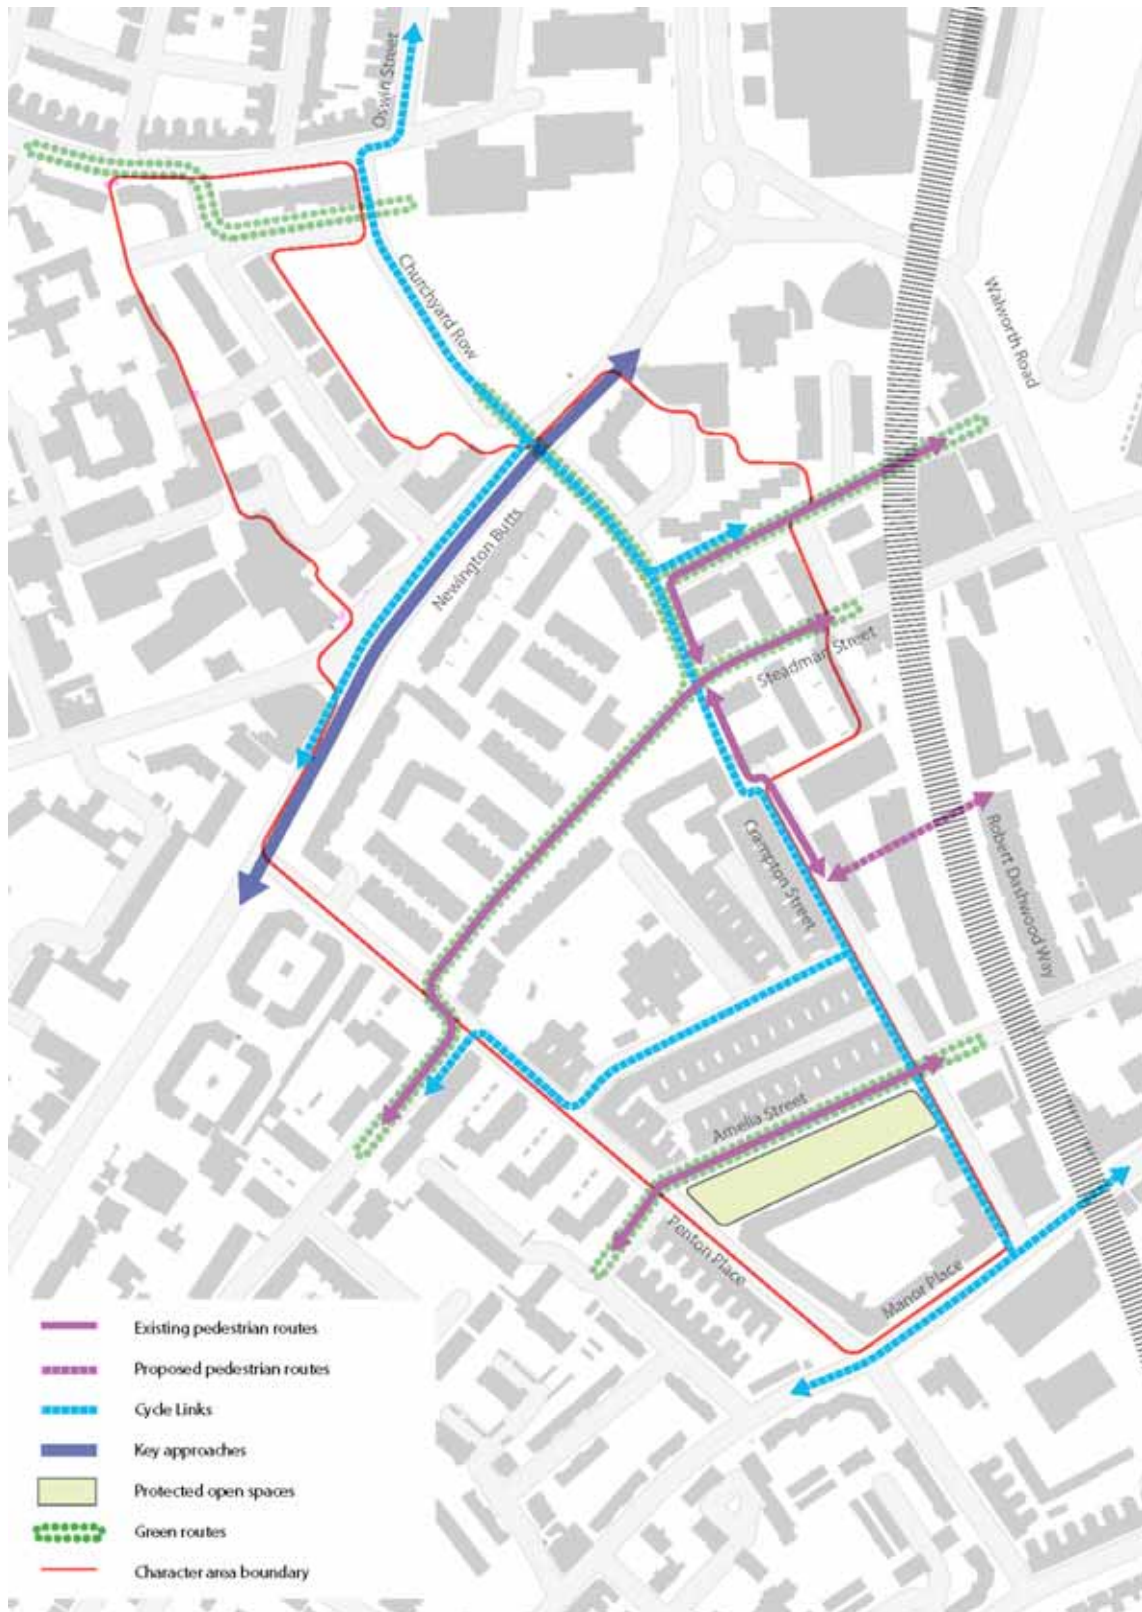 Oswin Street
Churchyard Row
Walworth Road
Newington Butts
Steadman Street
Crampton Street
Robert Dashwood Way
Amelia Street
Penton Place
Manor Place
Existing pedestrian routes
Proposed pedestrian routes
Cycle Links
Key approaches
Protected open spaces
Green routes
Character area boundary